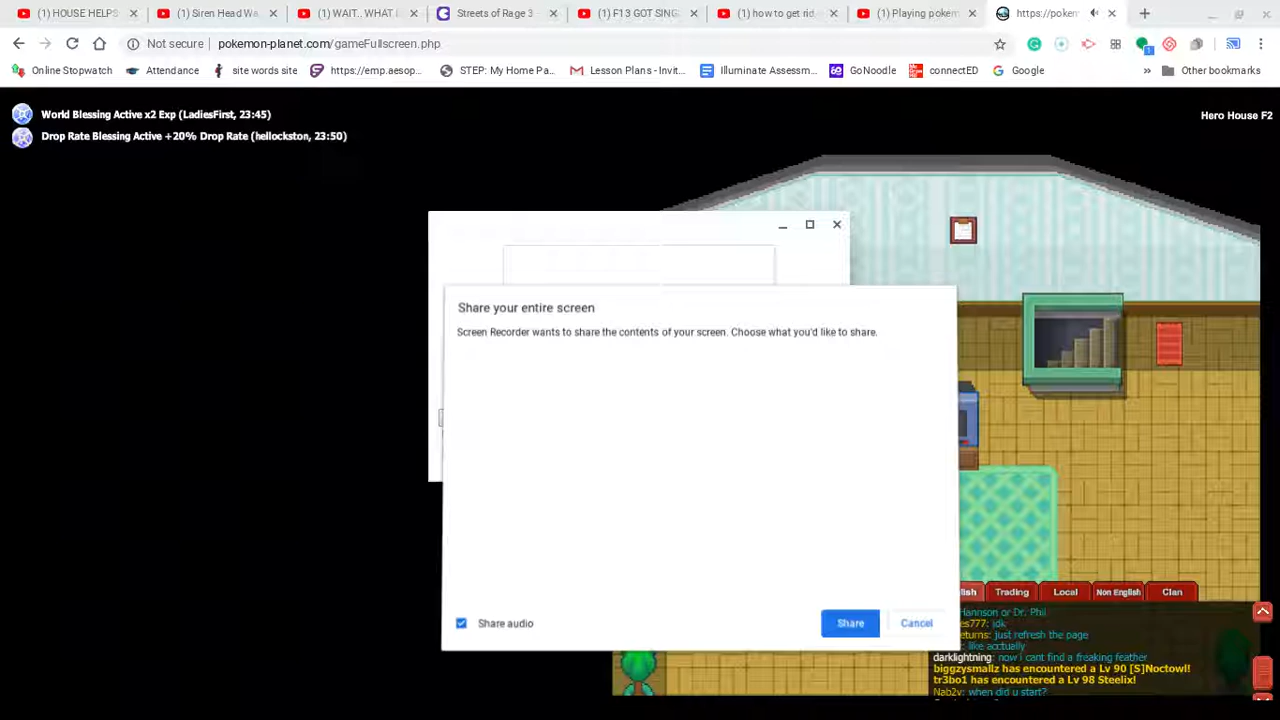 (1) HOUSE HELPS
(1) Siren Head Wa
(1) WAIT.. WHAT I
Streets of Rage 3
(1) F13 GOT SING
(1) how to get rid
(1) Playing pokem
https://pokem
Not secure
pokemon-planet.com/gameFullscreen.php
1
Online Stopwatch
Attendance
site words site
https://emp.aesop...
STEP: My Home Pa...
Lesson Plans - Invit...
Illuminate Assessm...
GoNoodle
connectED
Google
»
Other bookmarks
World Blessing Active x2 Exp (LadiesFirst, 23:45)
Drop Rate Blessing Active +20% Drop Rate (hellockston, 23:50)
Hero House F2
Share your entire screen
Screen Recorder wants to share the contents of your screen. Choose what you'd like to share.
Share audio
Share
Cancel
lish
Trading
Local
Non English
Clan
Hannson or Dr. Phil
es777: idk
eturns: just refresh the page
: like acctually
darklightning: now i cant find a freaking feather
biggzysmallz has encountered a Lv 90 [S]Noctowl!
tr3bo1 has encountered a Lv 98 Steelix!
Nab2v: when did u start?